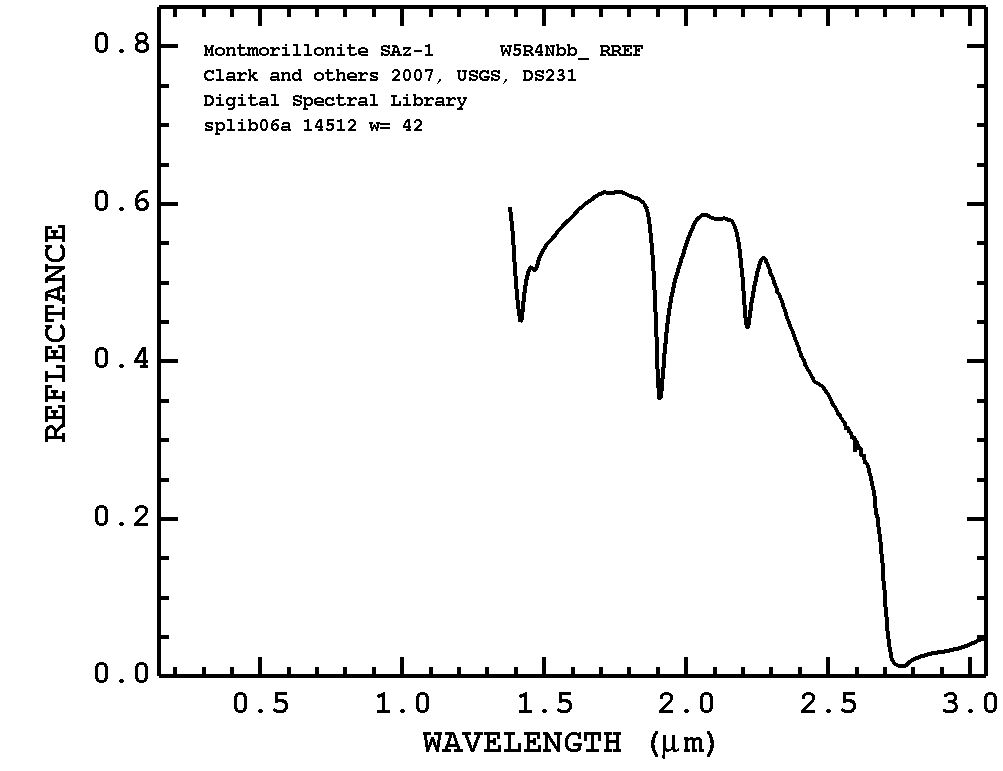 0.8
Montmorillonite SAz-1 W5R4Nbb_ RREF
Clark and others 2007, USGS, DS231
Digital Spectral Library
splib06a 14512 w= 42
0.6
0.4
0.2
0.0
REFLECTANCE
0.5 1.0 1.5 2.0 2.5 3.0
WAVELENGTH (μm)